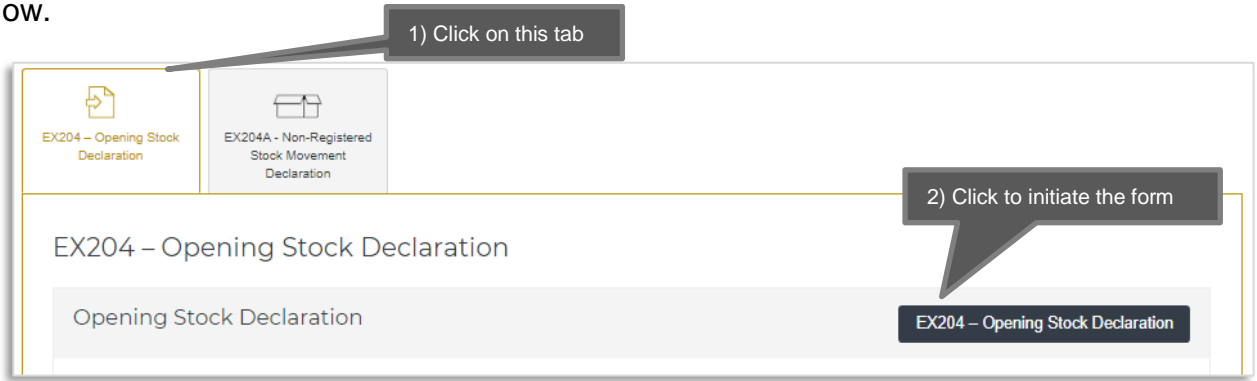 ow.
1) Click on this tab
EX204 – Opening Stock
Declaration
EX204A - Non-Registered
Stock Movement
Declaration
2) Click to initiate the form
EX204 – Opening Stock Declaration
Opening Stock Declaration
EX204 – Opening Stock Declaration